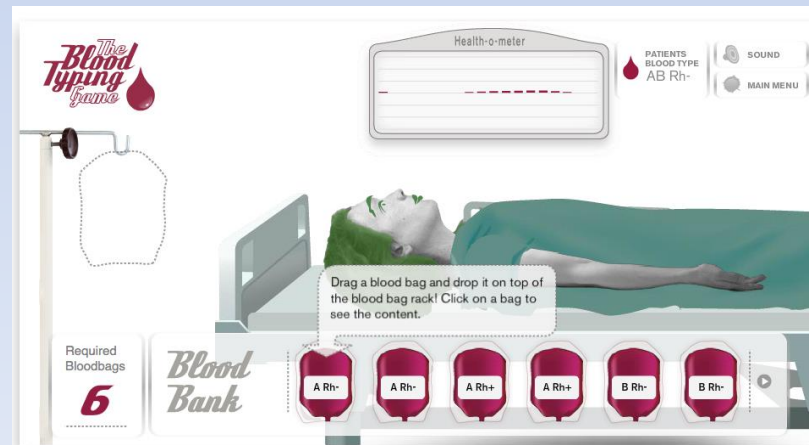 The
Blood
Typing
Game
Health-o-meter
PATIENTS
BLOOD TYPE
AB Rh-
SOUND
MAIN MENU
Drag a blood bag and drop it on top of
the blood bag rack! Click on a bag to
see the content.
Required
Bloodbags
6
Blood
Bank
A Rh-
A Rh-
A Rh+
A Rh+
B Rh-
B Rh-